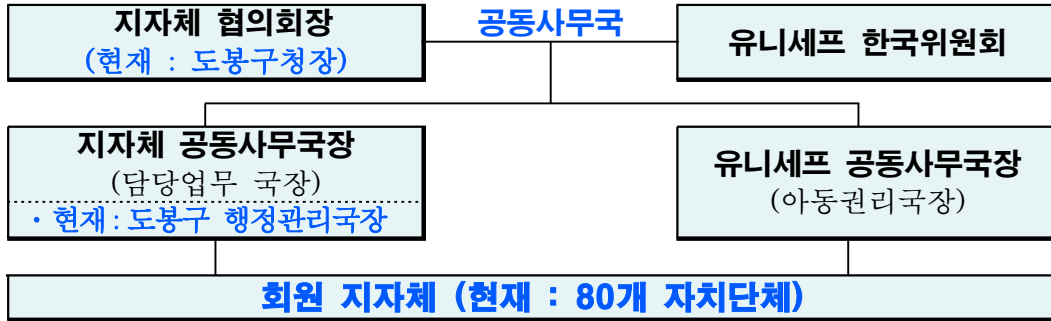 지자체 협의회장
(현재 : 도봉구청장)
공동사무국
유니세프 한국위원회
지자체 공동사무국장
(담당업무 국장)
· 현재 : 도봉구 행정관리국장
유니세프 공동사무국장
(아동권리국장)
회원 지자체 (현재 : 80개 자치단체)